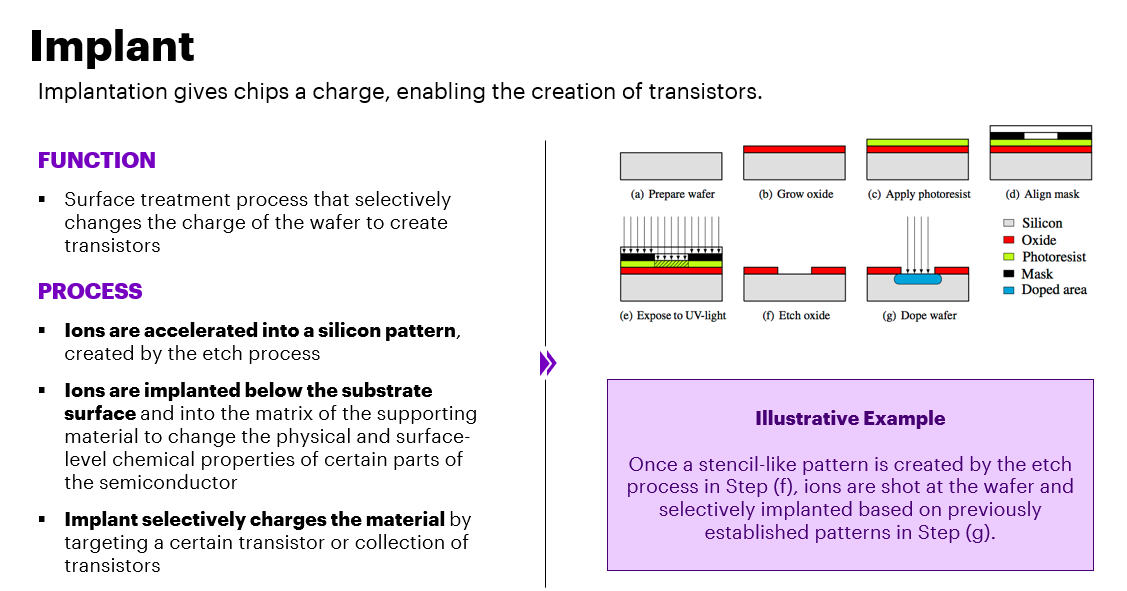 Implant
Implantation gives chips a charge, enabling the creation of transistors.
FUNCTION
▪ Surface treatment process that selectively
changes the charge of the wafer to create
transistors
PROCESS
▪ Ions are accelerated into a silicon pattern,
created by the etch process
▪ Ions are implanted below the substrate
surface and into the matrix of the supporting
material to change the physical and surface-
level chemical properties of certain parts of
the semiconductor
▪ Implant selectively charges the material by
targeting a certain transistor or collection of
transistors
(a) Prepare wafer
(b) Grow oxide
(c) Apply photoresist
(d) Align mask
Silicon
Oxide
Photoresist
Mask
Doped area
(e) Expose to UV-light
(f) Etch oxide
(g) Dope wafer
Illustrative Example
Once a stencil-like pattern is created by the etch
process in Step (f), ions are shot at the wafer and
selectively implanted based on previously
established patterns in Step (g).